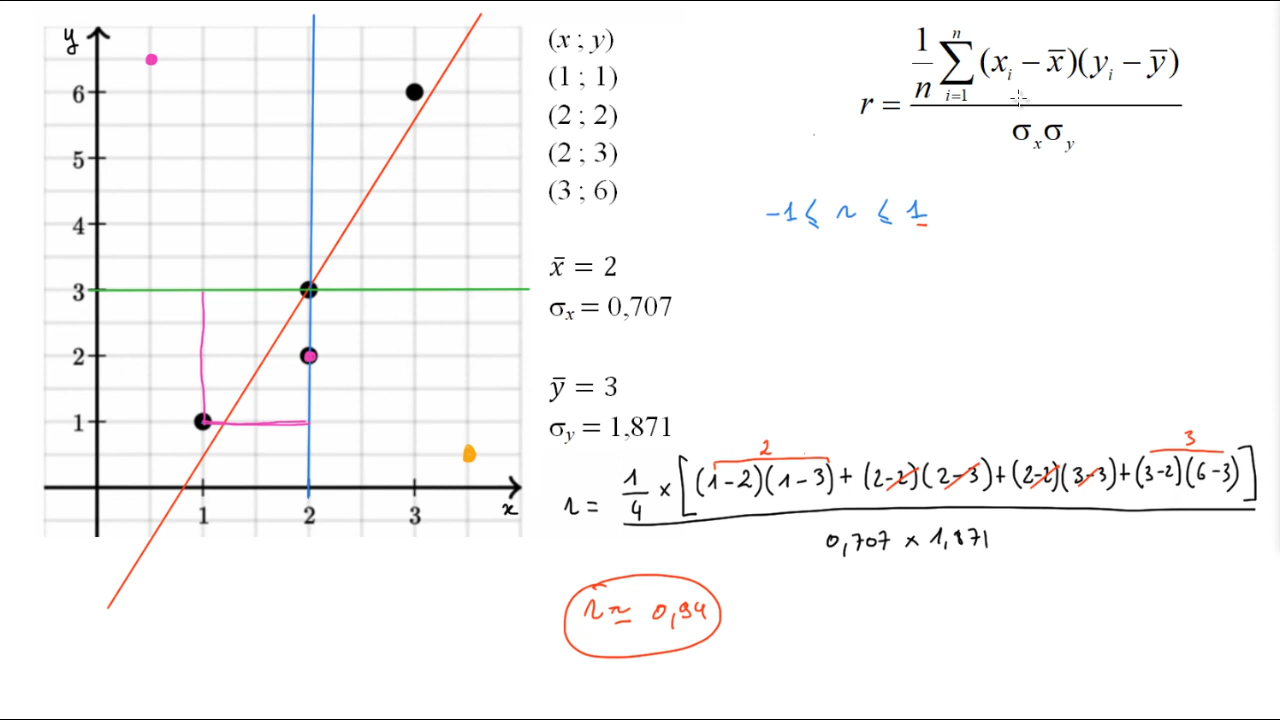 y
6
5
4
3
2
1
1 2 3 x
(x ; y)
(1 ; 1)
(2 ; 2)
(2 ; 3)
(3 ; 6)
x̅ = 2
σx = 0,707
y̅ = 3
σy = 1,871
r = 1/n ∑ i=1 n (xi − x̅)(yi − y̅) / σxσy
-1 ≤ r ≤ 1
2 3
r = 1/4 × [(1-2)(1-3) + (2-2)(2-3) + (2-2)(3-3) + (3-2)(6-3)]
0,707 × 1,871
r ≃ 0,94